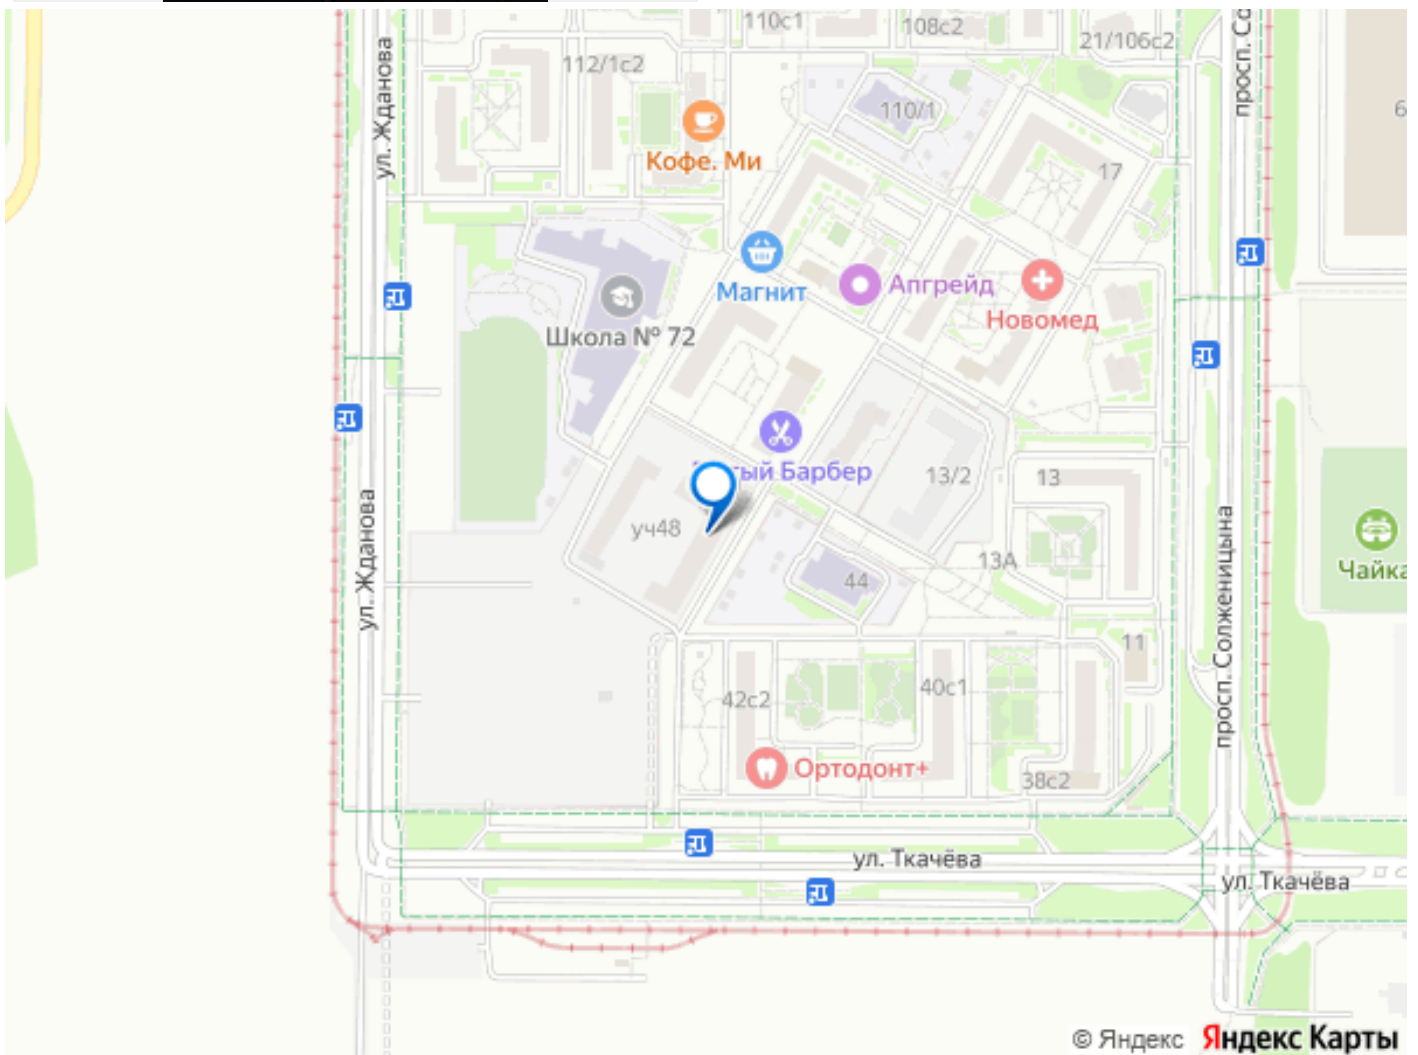 110с1
108с2
21/106с2
112/1с2
ул. Жданова
просп. Со
110/1
6
Кофе. Ми
17
Магнит
Апгрейд
Новомед
Школа № 72
тый Барбер
13/2
13
уч48
ул. Жданова
просп. Солженицына
13А
44
Чайка
11
42с2
40с1
Ортодонт+
38с2
ул. Ткачёва
ул. Ткачёва
© Яндекс Яндекс Карты